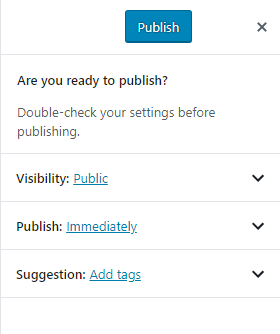 Publish
Are you ready to publish?
Double-check your settings before
publishing.
Visibility: Public
Publish: Immediately
Suggestion: Add tags